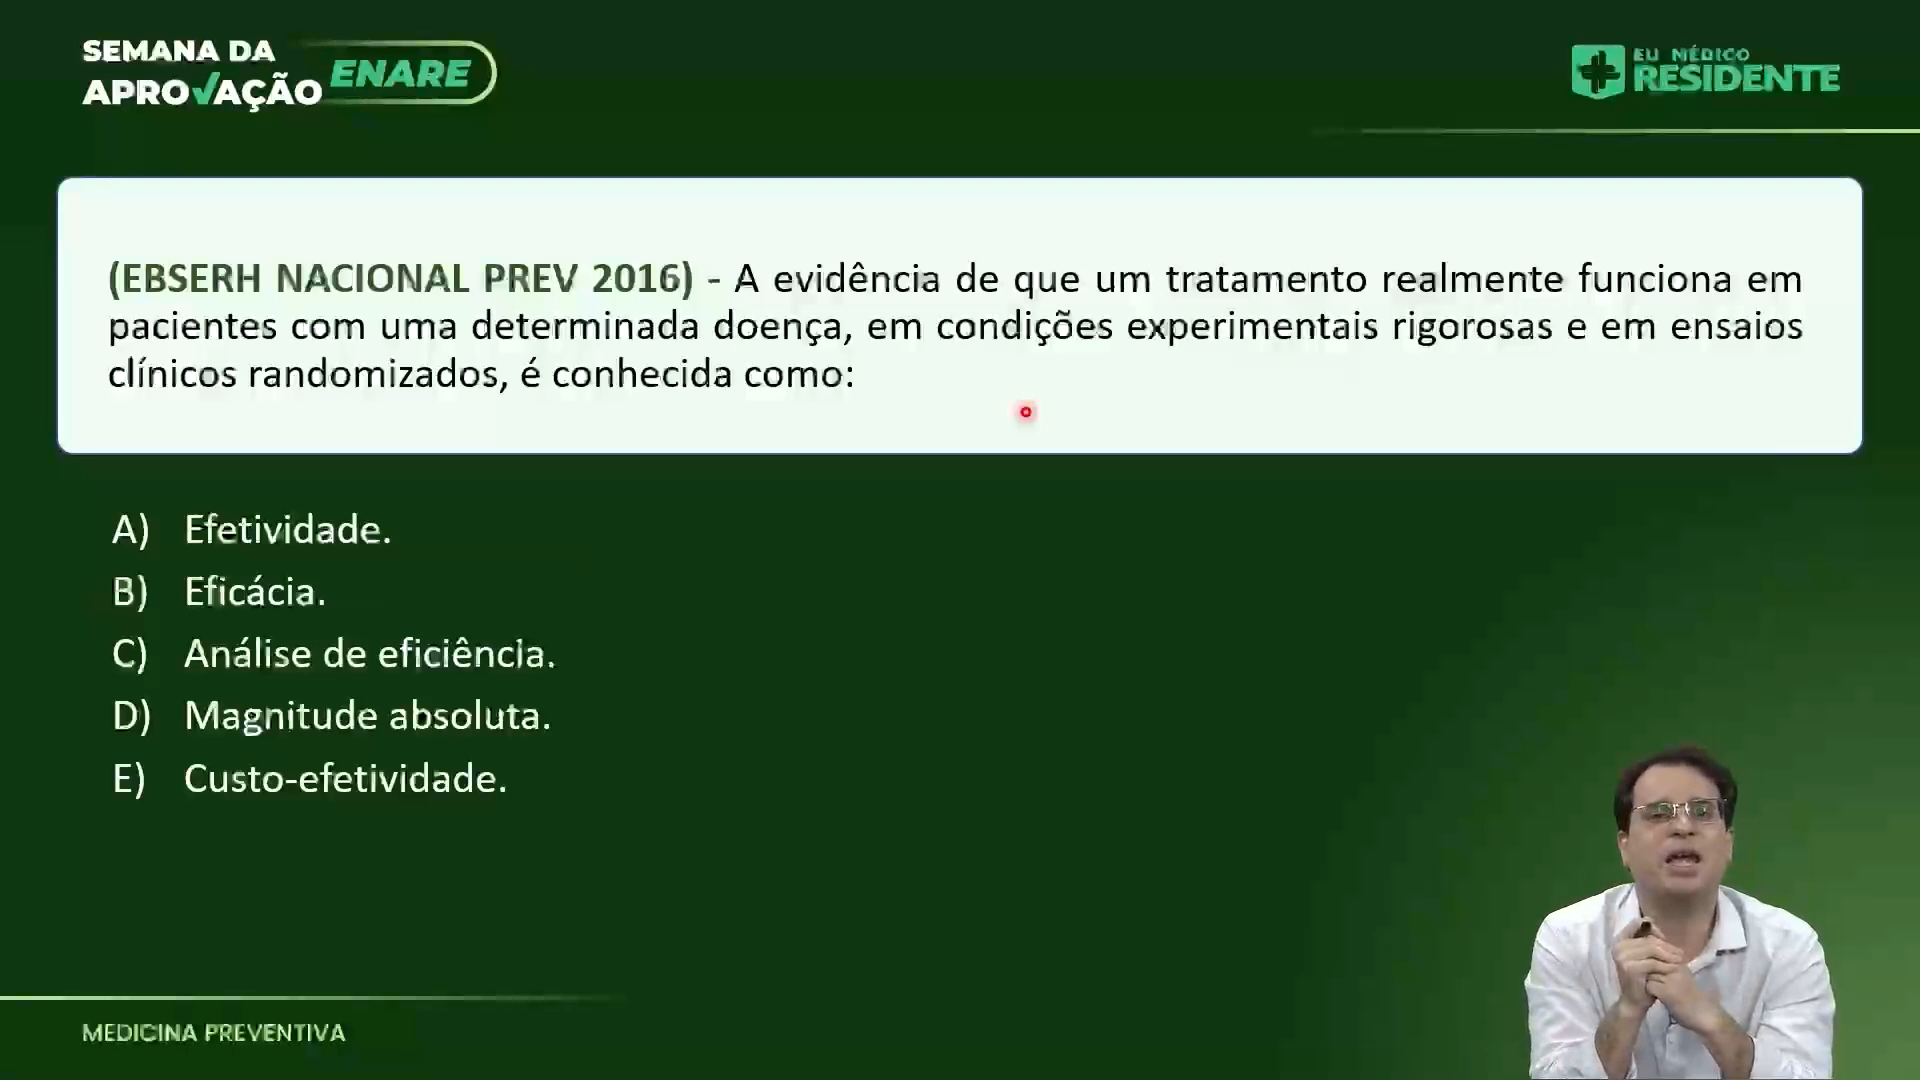 SEMANA DA
APROVAÇÃO ENARE
EU MÉDICO
RESIDENTE
(EBSERH NACIONAL PREV 2016) - A evidência de que um tratamento realmente funciona em
pacientes com uma determinada doença, em condições experimentais rigorosas e em ensaios
clínicos randomizados, é conhecida como:
A) Efetividade.
B) Eficácia.
C) Análise de eficiência.
D) Magnitude absoluta.
E) Custo-efetividade.
MEDICINA PREVENTIVA